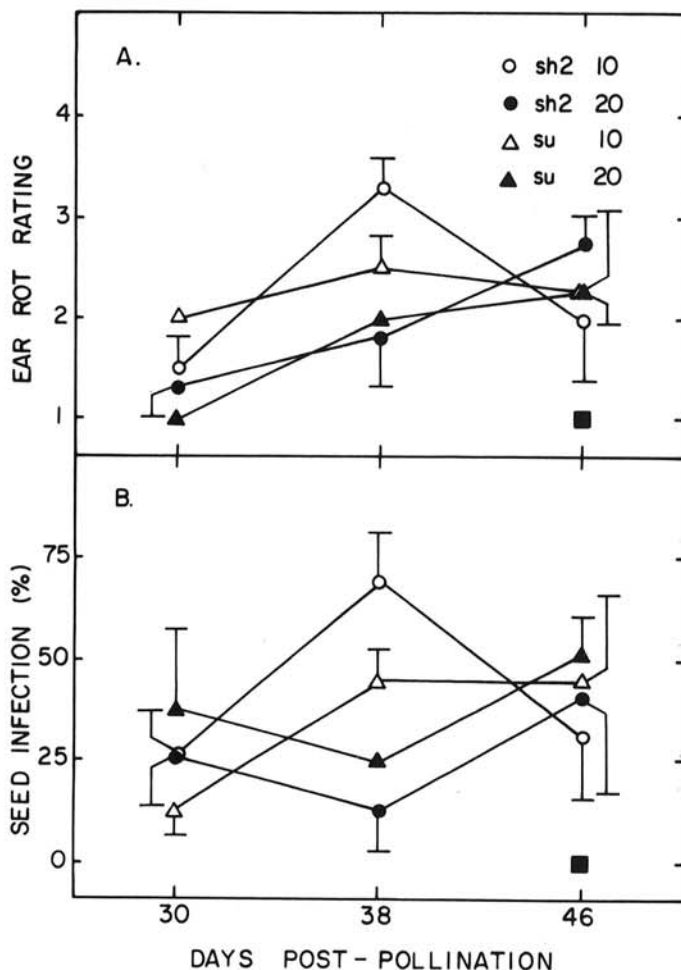 A.
sh2 10
sh2 20
su 10
su 20
4
3
2
1
EAR ROT RATING
B.
75
50
25
0
SEED INFECTION (%)
30 38 46
DAYS POST-POLLINATION